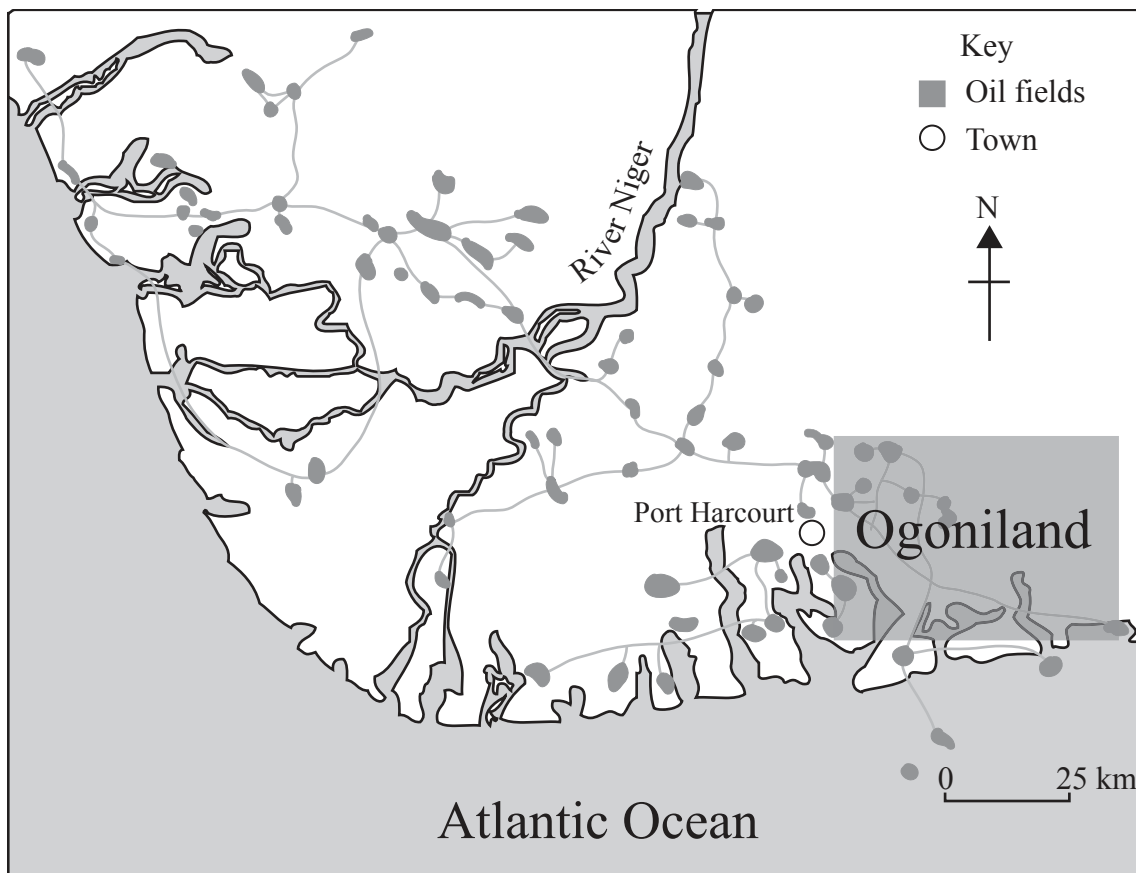 Key
Oil fields
Town
N
River Niger
Port Harcourt
Ogoniland
0 25 km
Atlantic Ocean